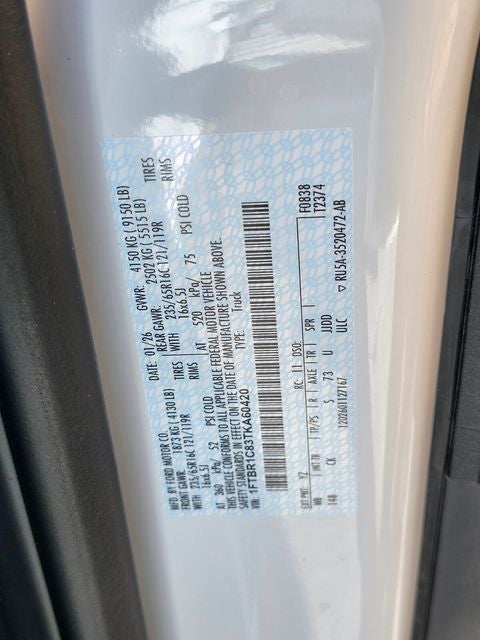 MFD. BY FORD MOTOR CO.
DATE: 01/26 GVWR: 4150 KG ( 9150 LB)
FRONT GAWR: 1873 KG ( 4130 LB) REAR GAWR: 2502 KG ( 5515 LB)
WITH 235/65R16C 121/119R TIRES WITH 235/65R16C 121/119R TIRES
16x6.5J RIMS 16x6.5J RIMS
AT 360 kPa/ 52 PSI COLD AT 520 kPa/ 75 PSI COLD
THIS VEHICLE CONFORMS TO ALL APPLICABLE FEDERAL MOTOR VEHICLE
SAFETY STANDARDS IN EFFECT ON THE DATE OF MANUFACTURE SHOWN ABOVE.
VIN: 1FTBR1C83TKA60420 TYPE: Truck
F0838
T2374
EXT PNT: YZ RC: 11 DSO:
WB INT TR TP/PS R AXLE TR SPR
148 CK S 73 U JJDD
ULC
1202601127167 RU5A-3520472-AB